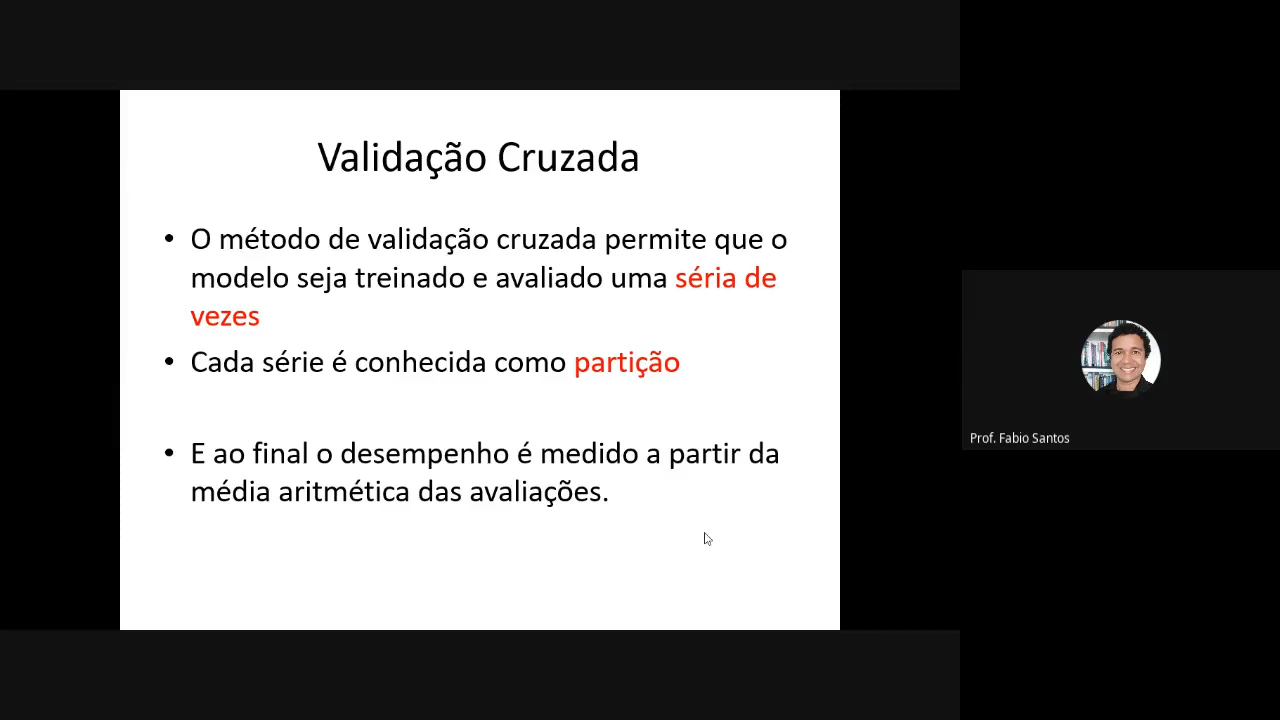 Validação Cruzada
• O método de validação cruzada permite que o
modelo seja treinado e avaliado uma séria de
vezes
• Cada série é conhecida como partição
• E ao final o desempenho é medido a partir da
média aritmética das avaliações.
Prof. Fabio Santos